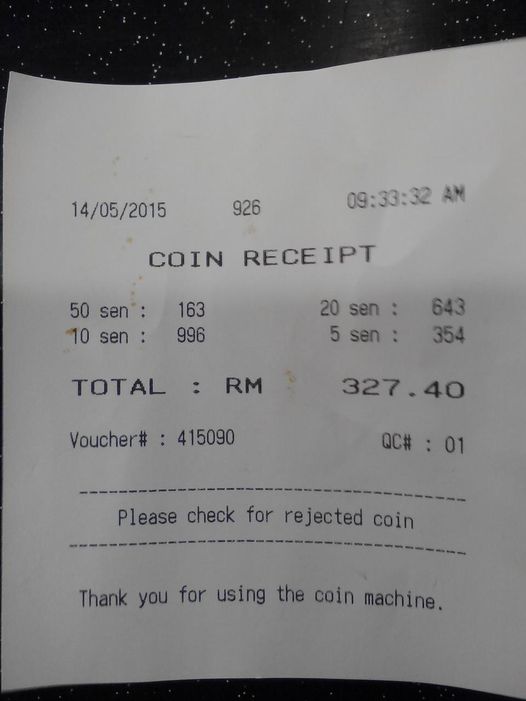 14/05/2015 926 09:33:32 AM
COIN RECEIPT
50 sen : 163 20 sen : 643
10 sen : 996 5 sen : 354
TOTAL : RM 327.40
Voucher# : 415090 QC# : 01
Please check for rejected coin
Thank you for using the coin machine.